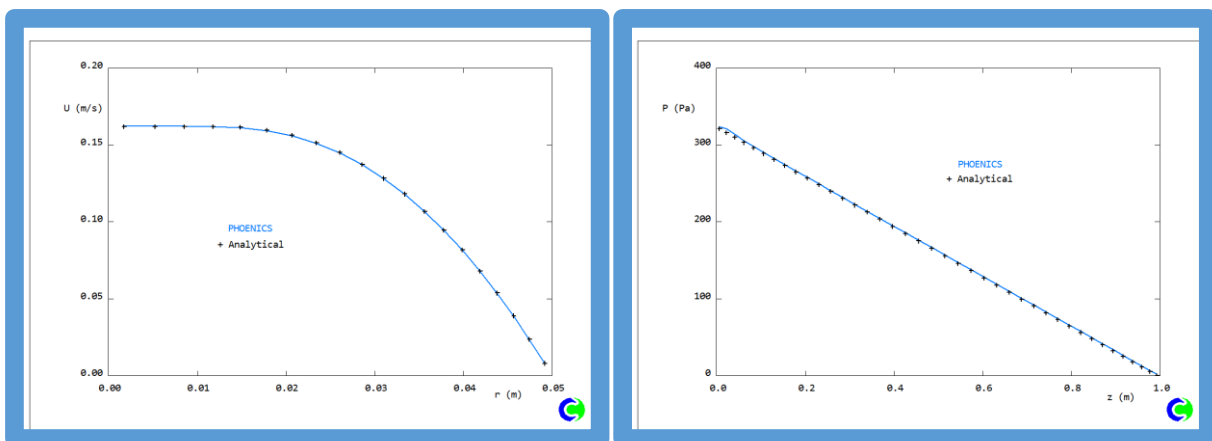 0.20
U (m/s)
0.15
0.10
PHOENICS
+ Analytical
0.05
0.00
0.00 0.01 0.02 0.03 0.04 0.05
r (m)
400
P (Pa)
300
PHOENICS
+ Analytical
200
100
0
0.0 0.2 0.4 0.6 0.8 1.0
z (m)